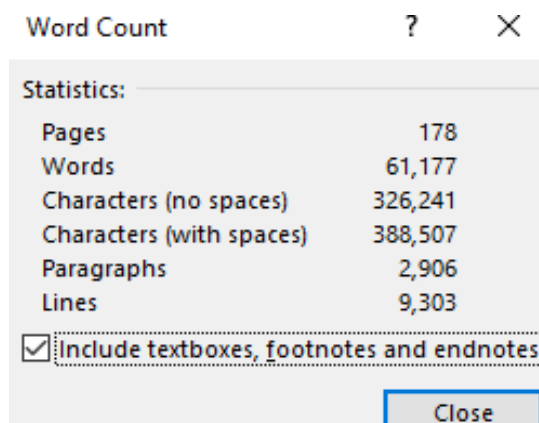 Word Count ? ×
Statistics:
Pages 178
Words 61,177
Characters (no spaces) 326,241
Characters (with spaces) 388,507
Paragraphs 2,906
Lines 9,303
Include textboxes, footnotes and endnotes
Close